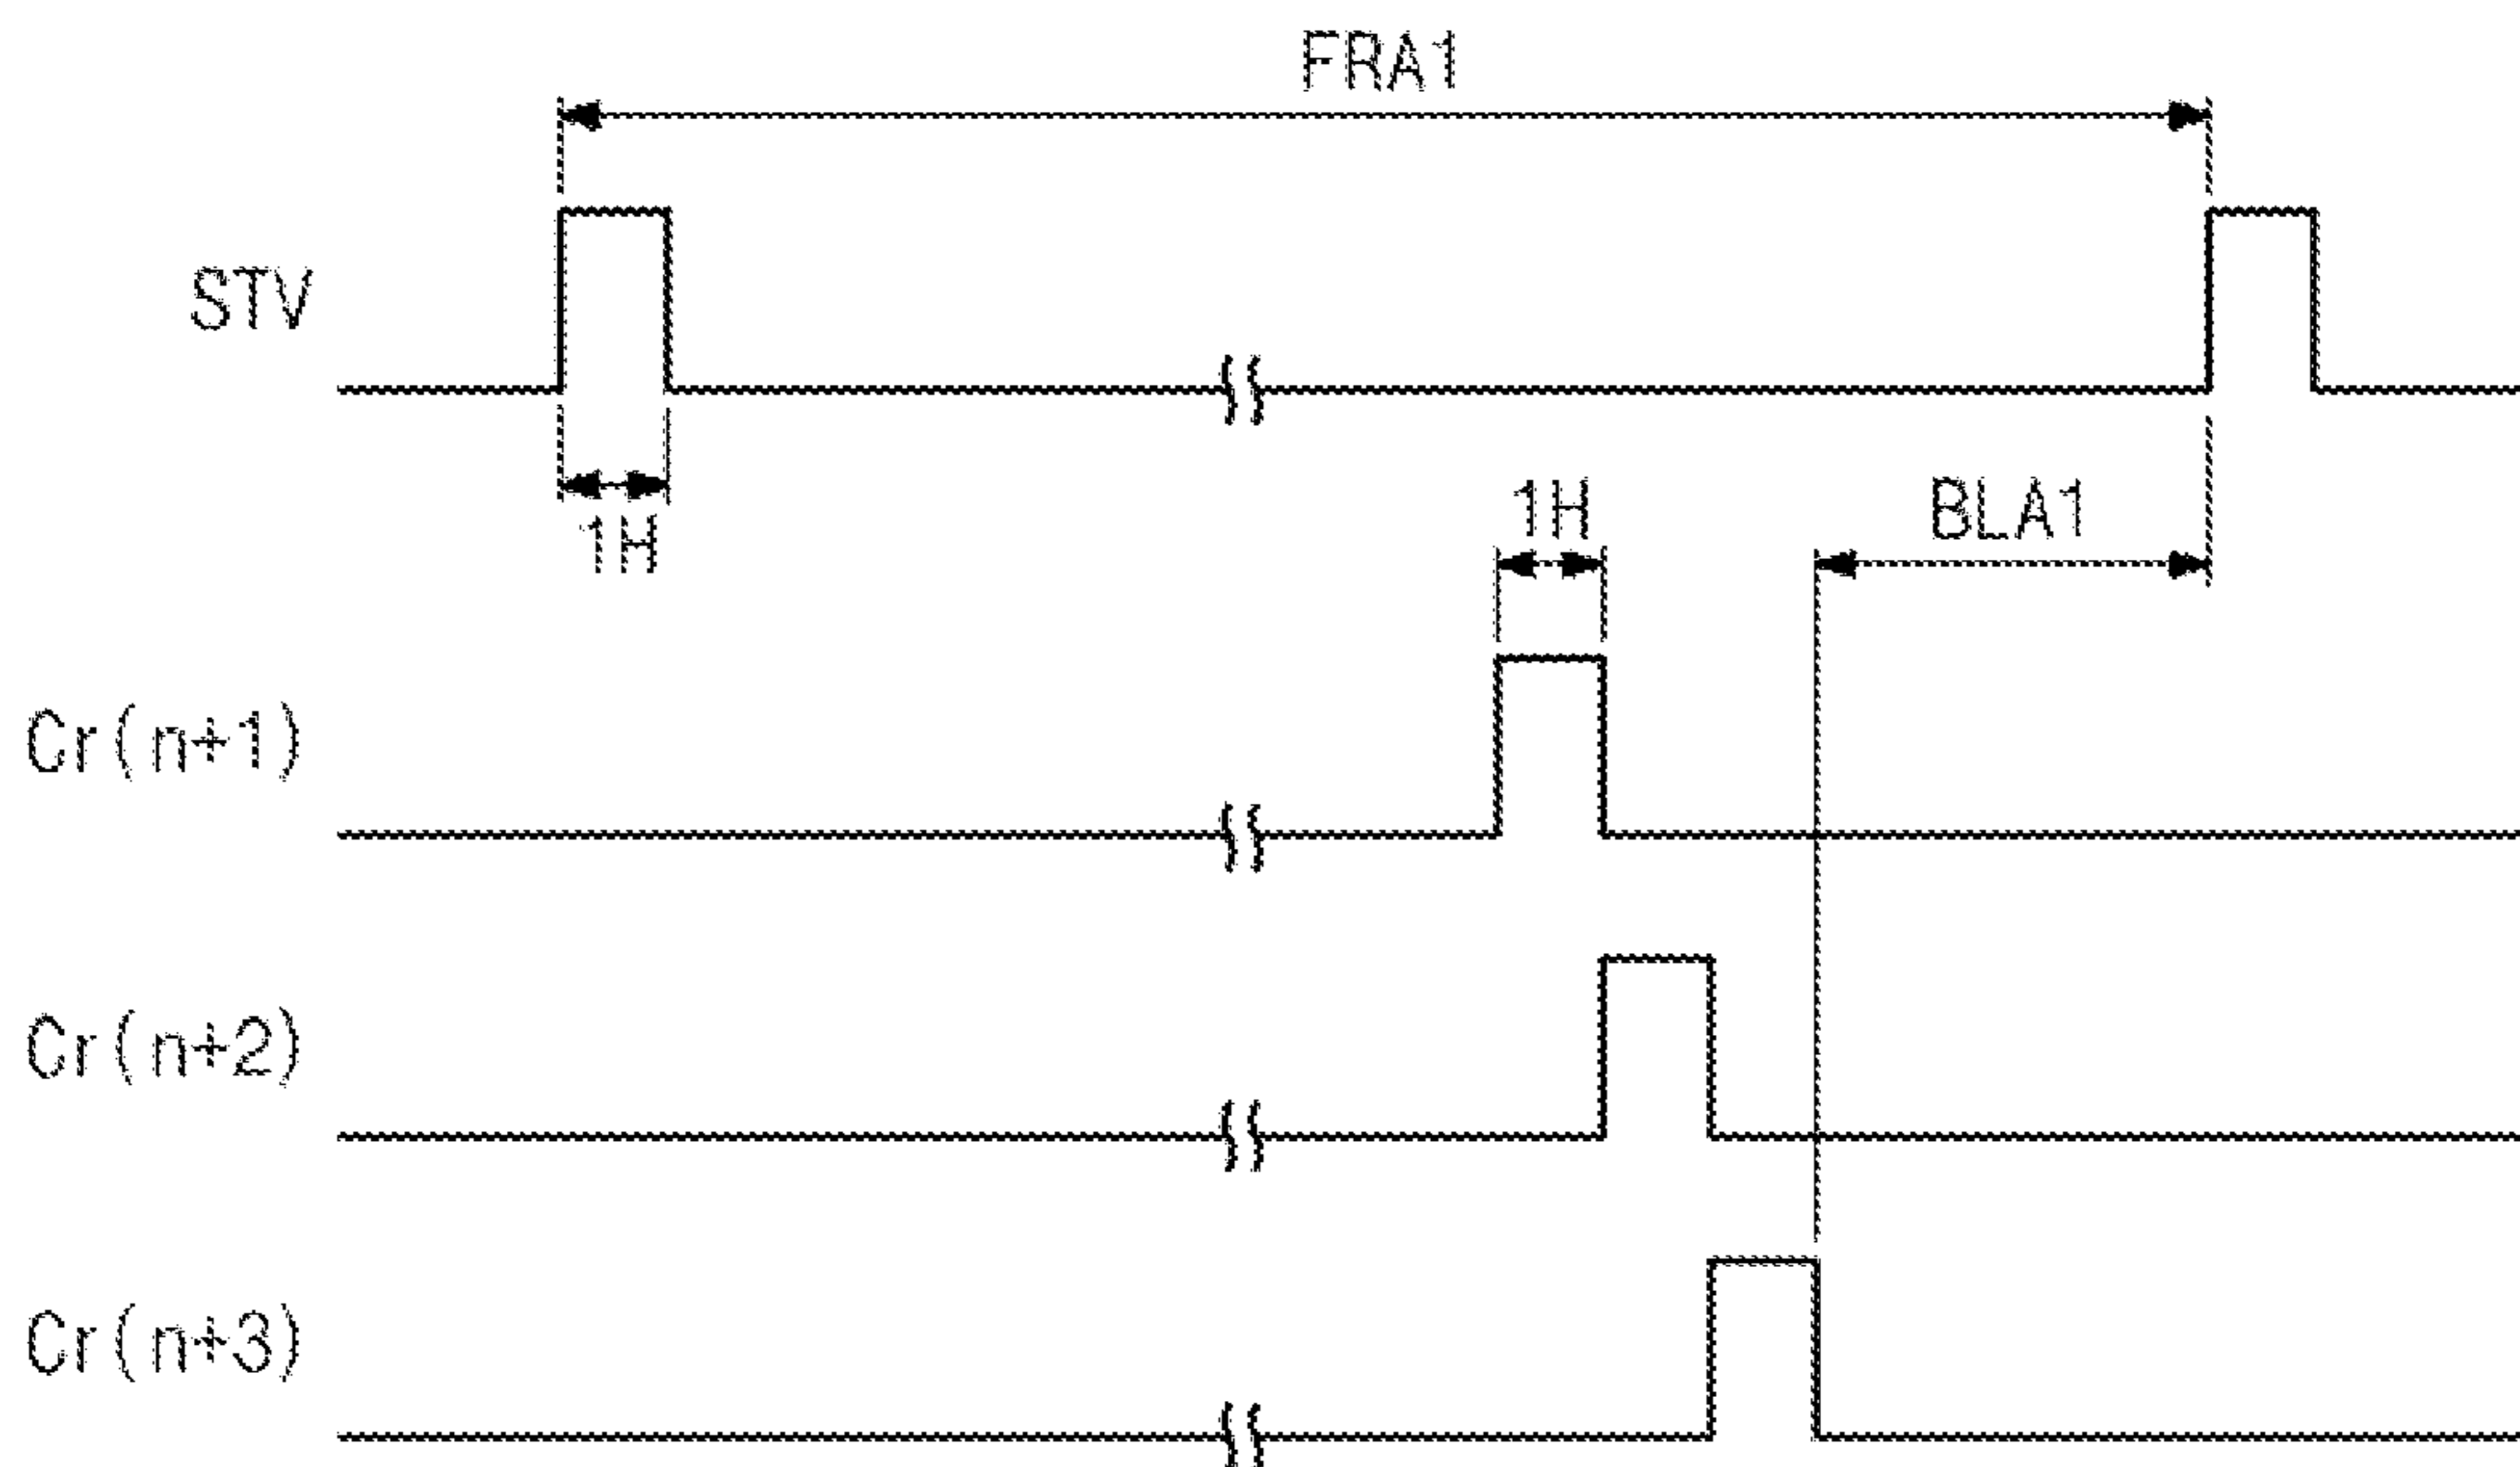 FRA1
STV
1H
1H
BLA1
Cr(n+1)
Cr(n+2)
Cr(n+3)